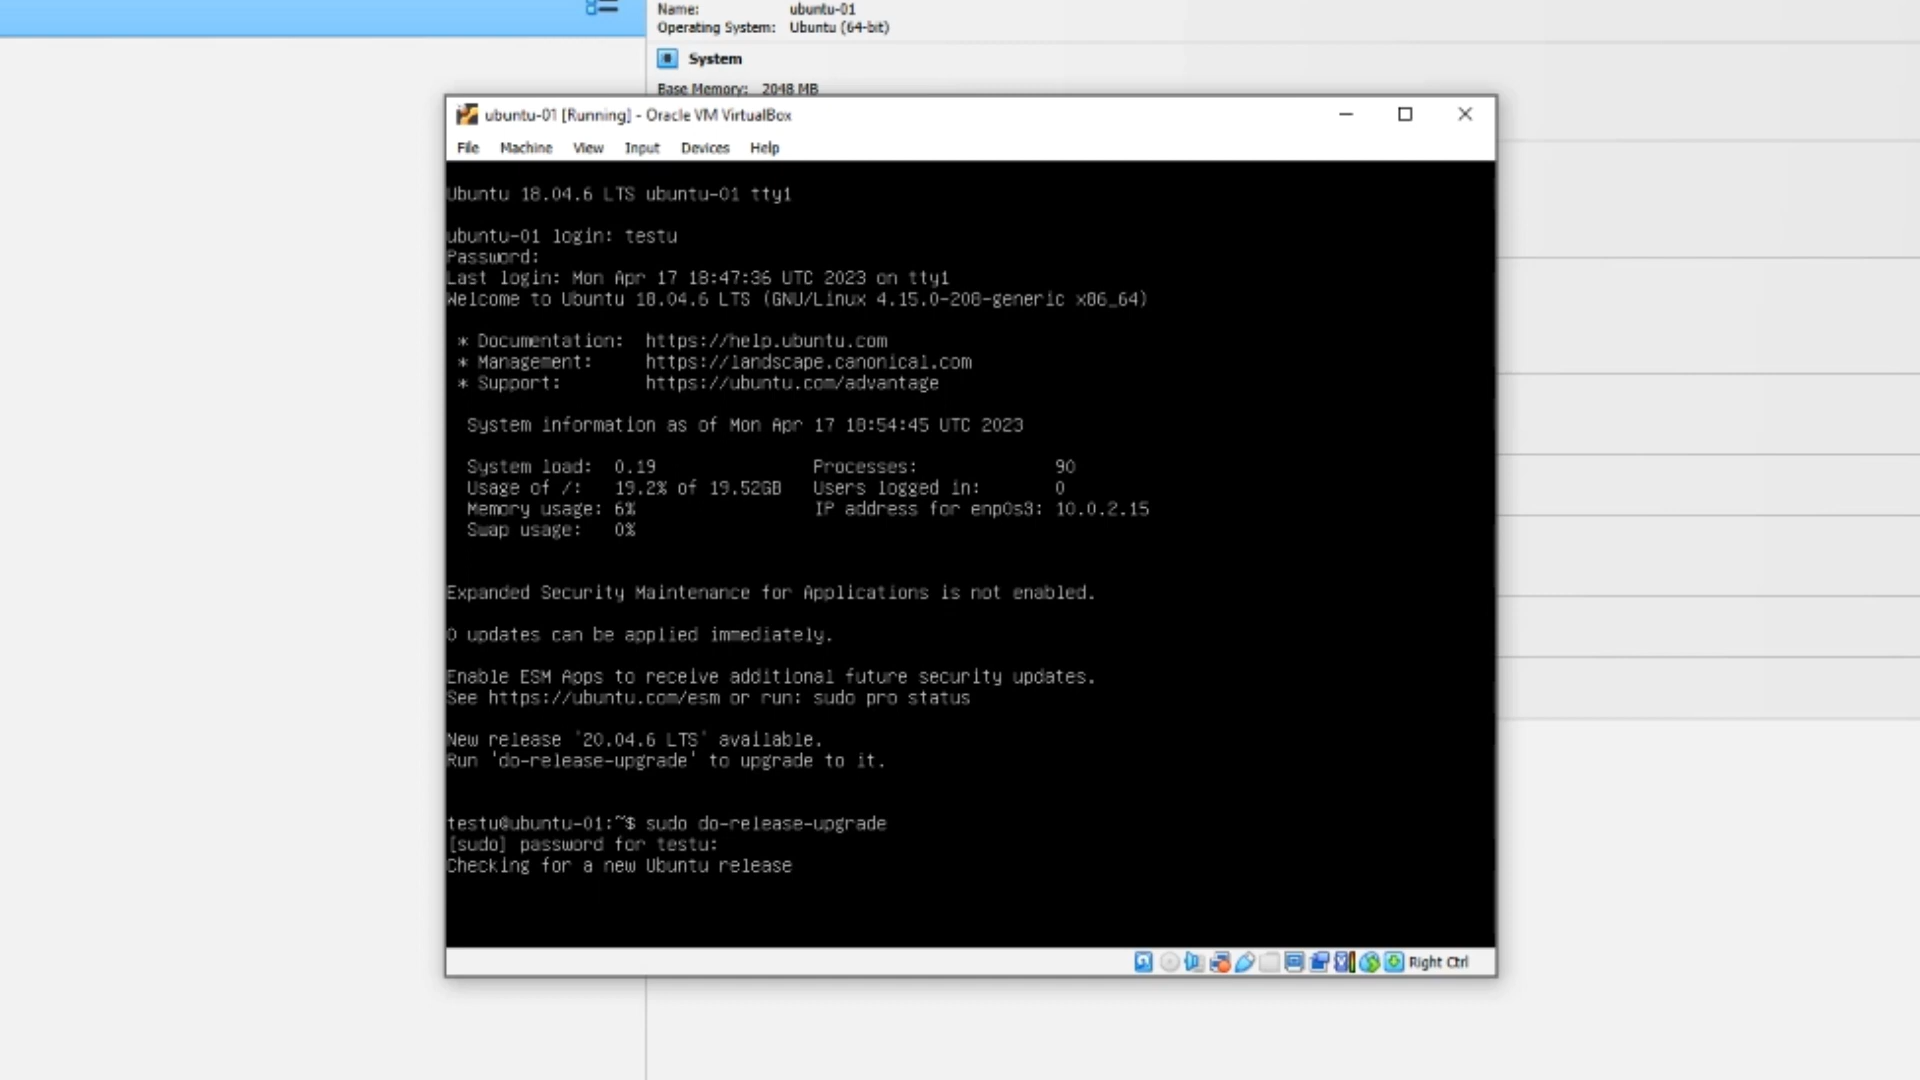 Name: ubuntu-01
Operating System: Ubuntu (64-bit)
System
Base Memory: 2048 MB
ubuntu-01 [Running] - Oracle VM VirtualBox
File Machine View Input Devices Help
Ubuntu 18.04.6 LTS ubuntu-01 tty1
ubuntu-01 login: testu
Password:
Last login: Mon Apr 17 18:47:36 UTC 2023 on tty1
Welcome to Ubuntu 18.04.6 LTS (GNU/Linux 4.15.0-208-generic x86_64)
* Documentation: https://help.ubuntu.com
* Management: https://landscape.canonical.com
* Support: https://ubuntu.com/advantage
System information as of Mon Apr 17 18:54:45 UTC 2023
System load: 0.19 Processes: 90
Usage of /: 19.2% of 19.52GB Users logged in: 0
Memory usage: 6% IP address for enp0s3: 10.0.2.15
Swap usage: 0%
Expanded Security Maintenance for Applications is not enabled.
0 updates can be applied immediately.
Enable ESM Apps to receive additional future security updates.
See https://ubuntu.com/esm or run: sudo pro status
New release '20.04.6 LTS' available.
Run 'do-release-upgrade' to upgrade to it.
testu@ubuntu-01:~$ sudo do-release-upgrade
[sudo] password for testu:
Checking for a new Ubuntu release
Right Ctrl